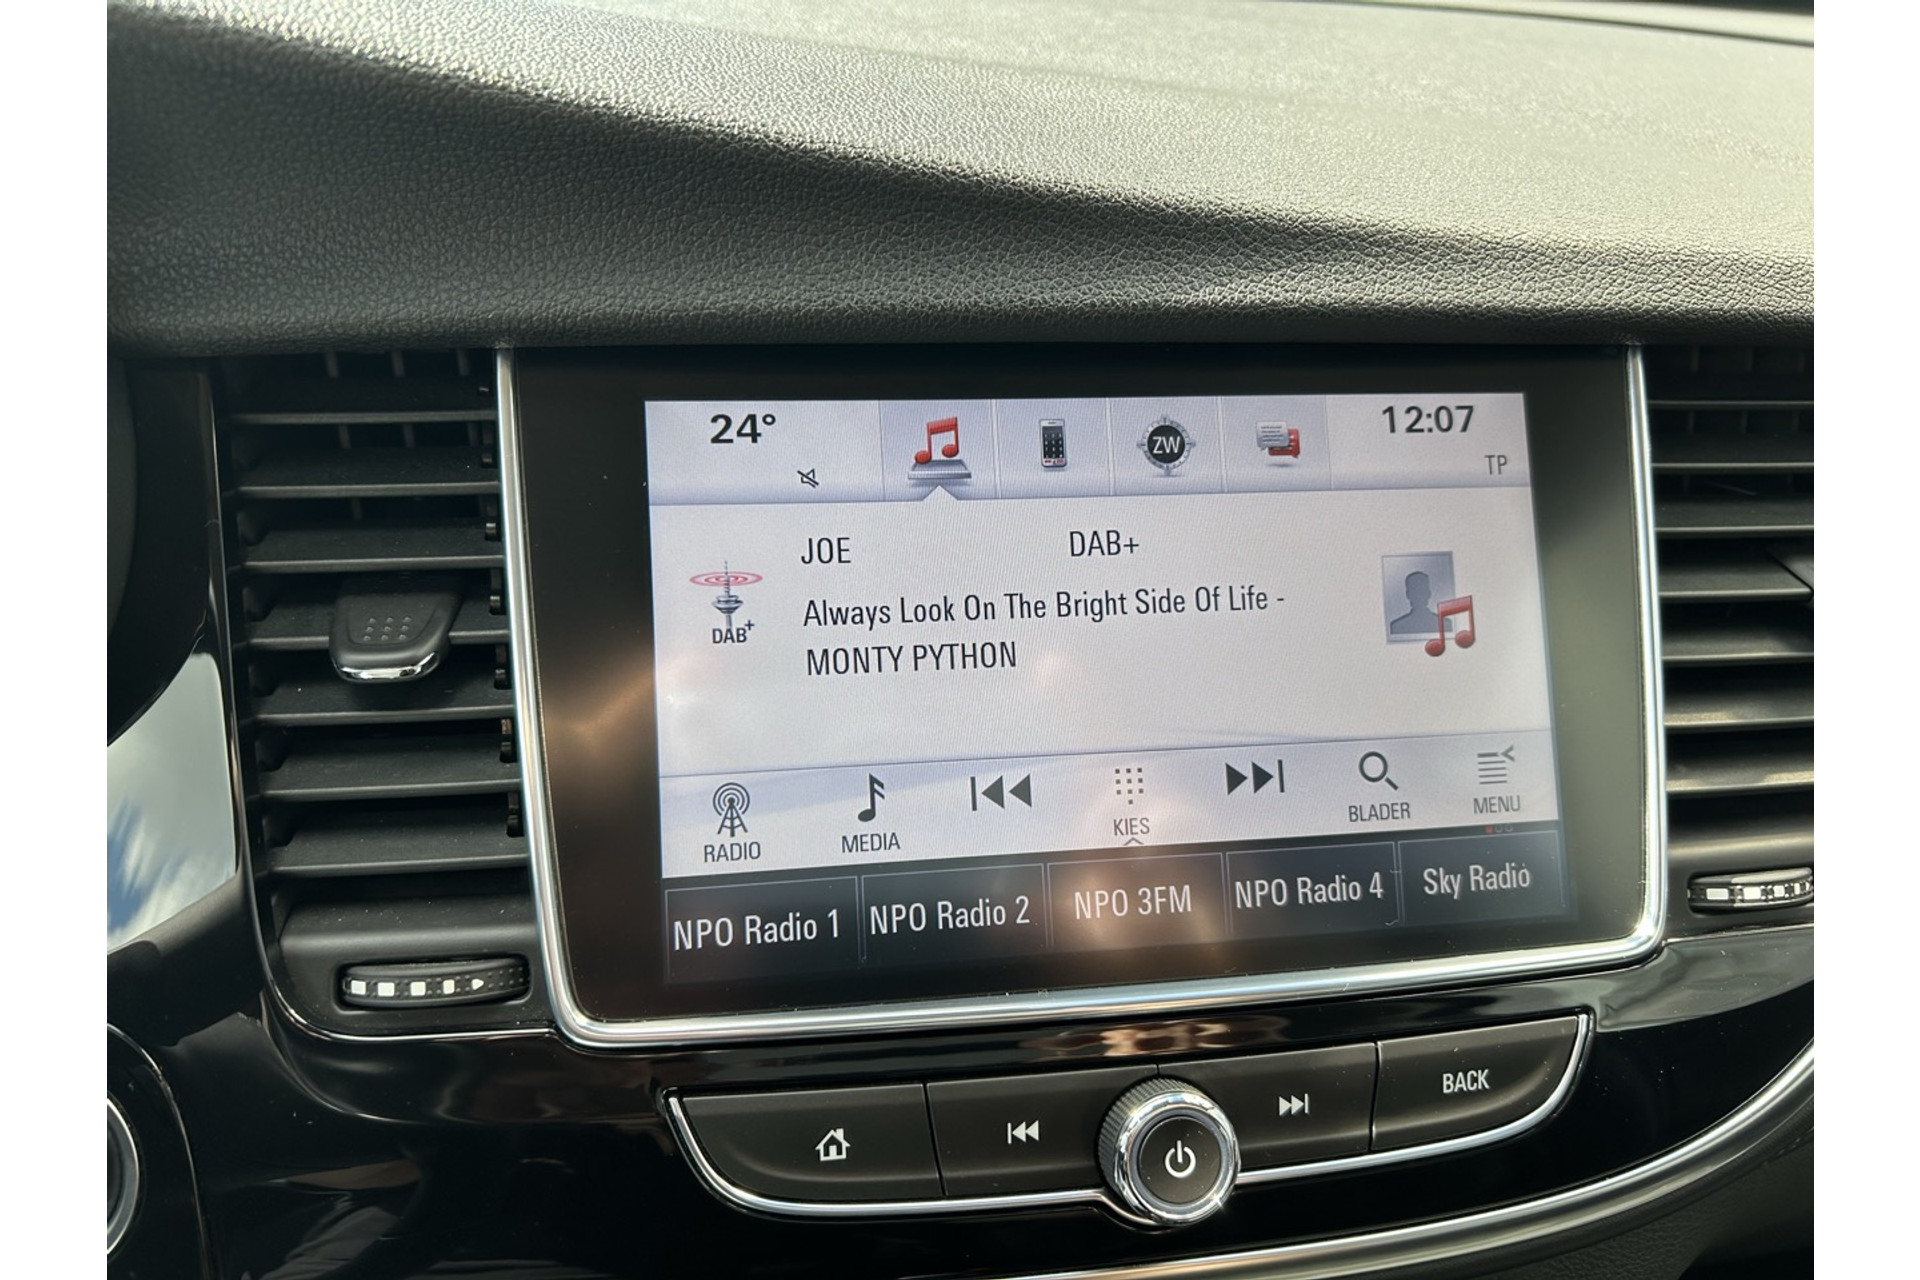 24°
ZW
12:07
TP
JOE DAB+
DAB+
Always Look On The Bright Side Of Life -
MONTY PYTHON
RADIO MEDIA KIES BLADER MENU
NPO Radio 1 NPO Radio 2 NPO 3FM NPO Radio 4 Sky Radio
BACK